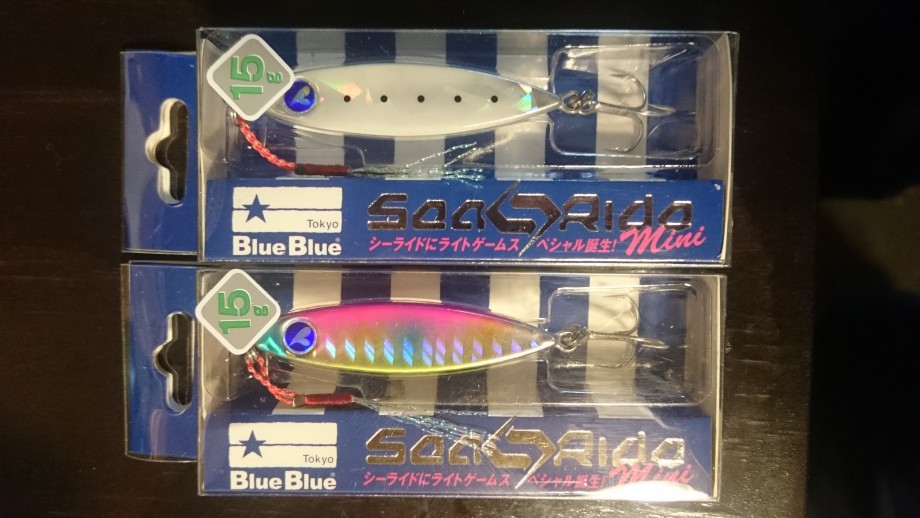 15g
Tokyo
BlueBlue®
SeaRide
シーライドにライトゲームスペシャル誕生! Mini
15g
Tokyo
BlueBlue®
SeaRide
シーライドにライトゲームスペシャル誕生! Mini